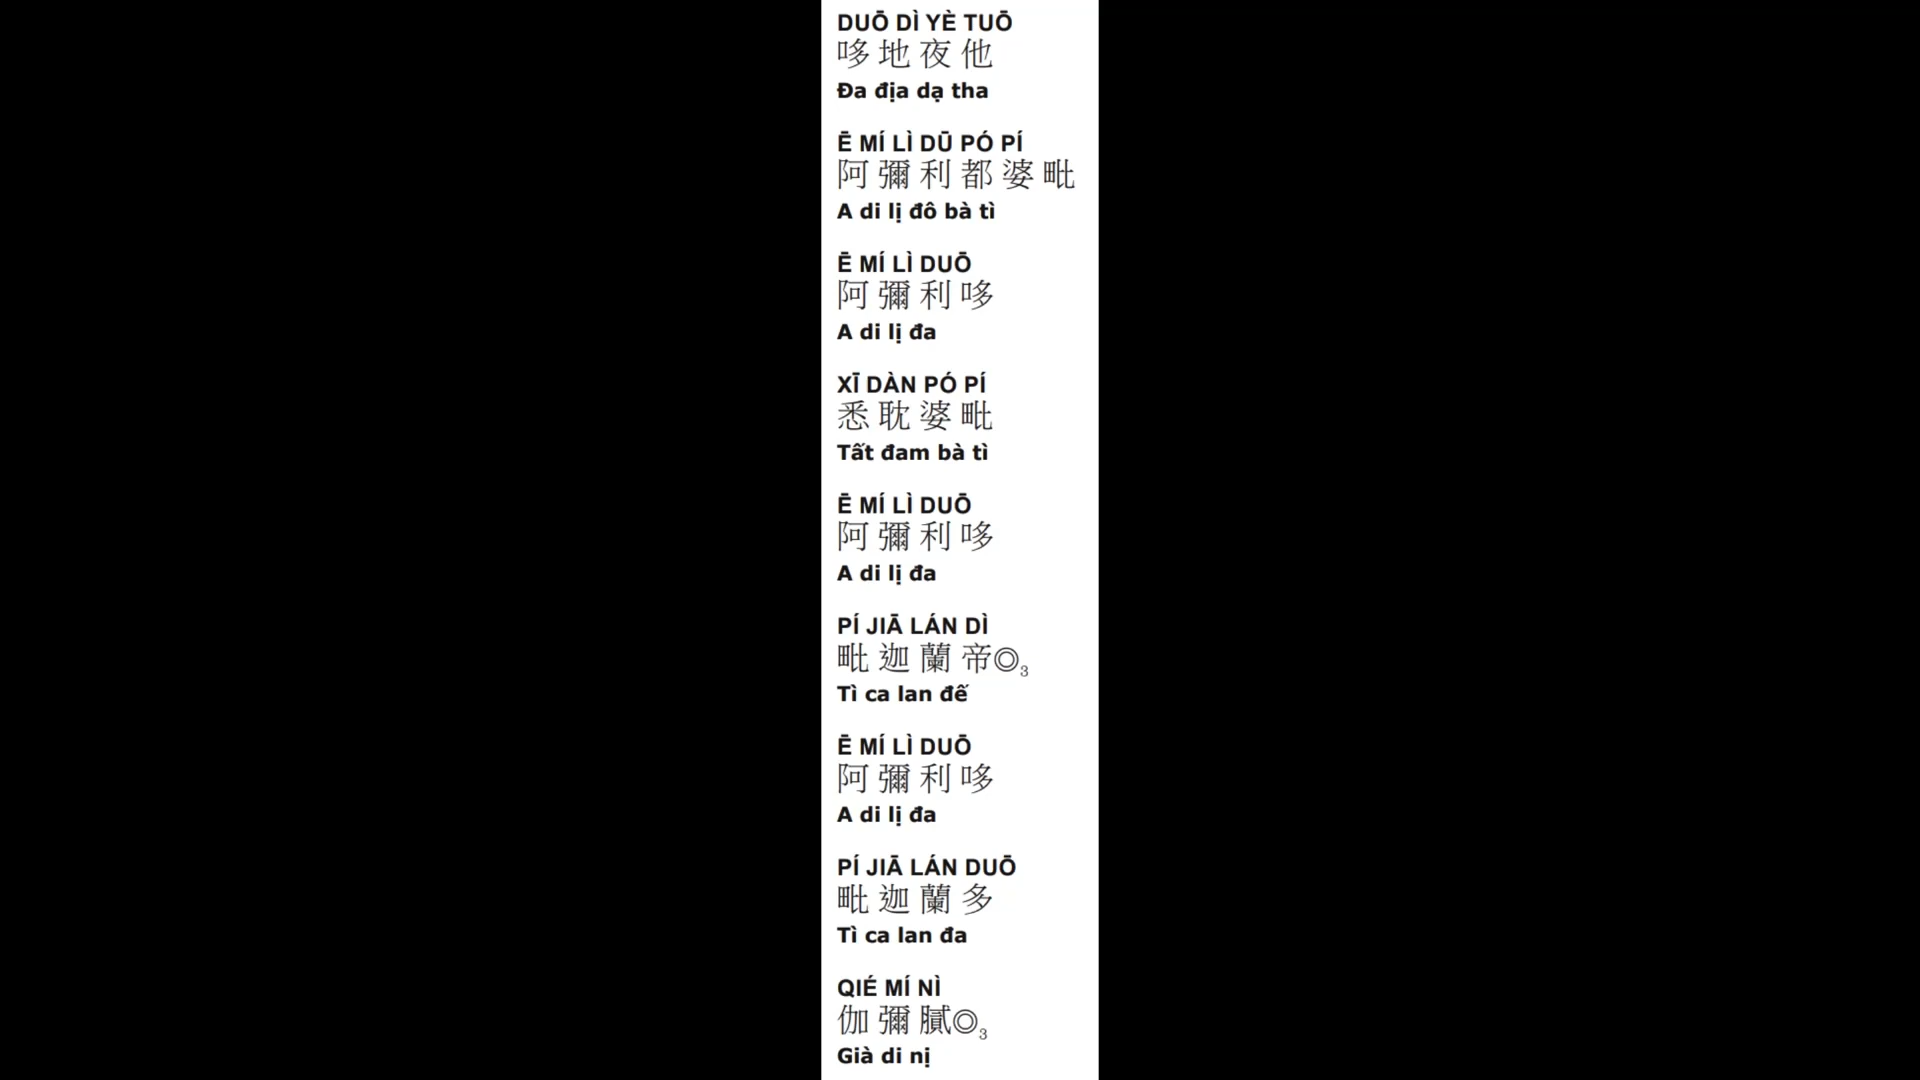 DUŌ DÌ YÈ TUŌ
哆 地 夜 他
Đa địa dạ tha
Ē MÍ LÌ DŪ PÓ PÍ
阿 彌 利 都 婆 毗
A di lị đô bà tì
Ē MÍ LÌ DUŌ
阿 彌 利 哆
A di lị đa
XĪ DÀN PÓ PÍ
悉 耽 婆 毗
Tất đam bà tì
Ē MÍ LÌ DUŌ
阿 彌 利 哆
A di lị đa
PÍ JIĀ LÁN DÌ
毗 迦 蘭 帝◎3
Tì ca lan đế
Ē MÍ LÌ DUŌ
阿 彌 利 哆
A di lị đa
PÍ JIĀ LÁN DUŌ
毗 迦 蘭 多
Tì ca lan đa
QIÉ MÍ NÌ
伽 彌 膩◎3
Già di nị